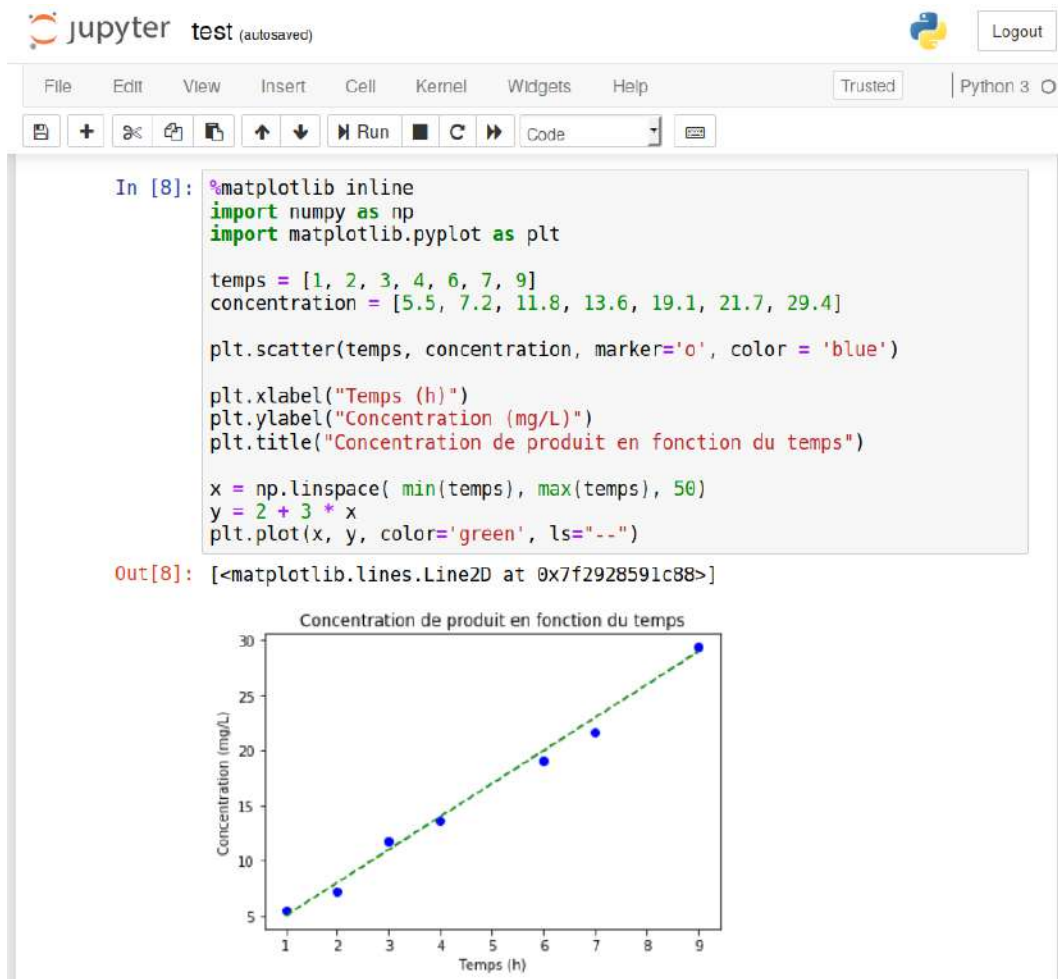 jupyter test (autosaved) Logout
File Edit View Insert Cell Kernel Widgets Help Trusted Python 3
Run Code
In [8]: %matplotlib inline
import numpy as np
import matplotlib.pyplot as plt
temps = [1, 2, 3, 4, 6, 7, 9]
concentration = [5.5, 7.2, 11.8, 13.6, 19.1, 21.7, 29.4]
plt.scatter(temps, concentration, marker='o', color = 'blue')
plt.xlabel("Temps (h)")
plt.ylabel("Concentration (mg/L)")
plt.title("Concentration de produit en fonction du temps")
x = np.linspace( min(temps), max(temps), 50)
y = 2 + 3 * x
plt.plot(x, y, color='green', ls="--")
Out[8]: [<matplotlib.lines.Line2D at 0x7f2928591c88>]
Concentration de produit en fonction du temps
30
25
20
15
10
5
Concentration (mg/L)
1 2 3 4 5 6 7 8 9
Temps (h)